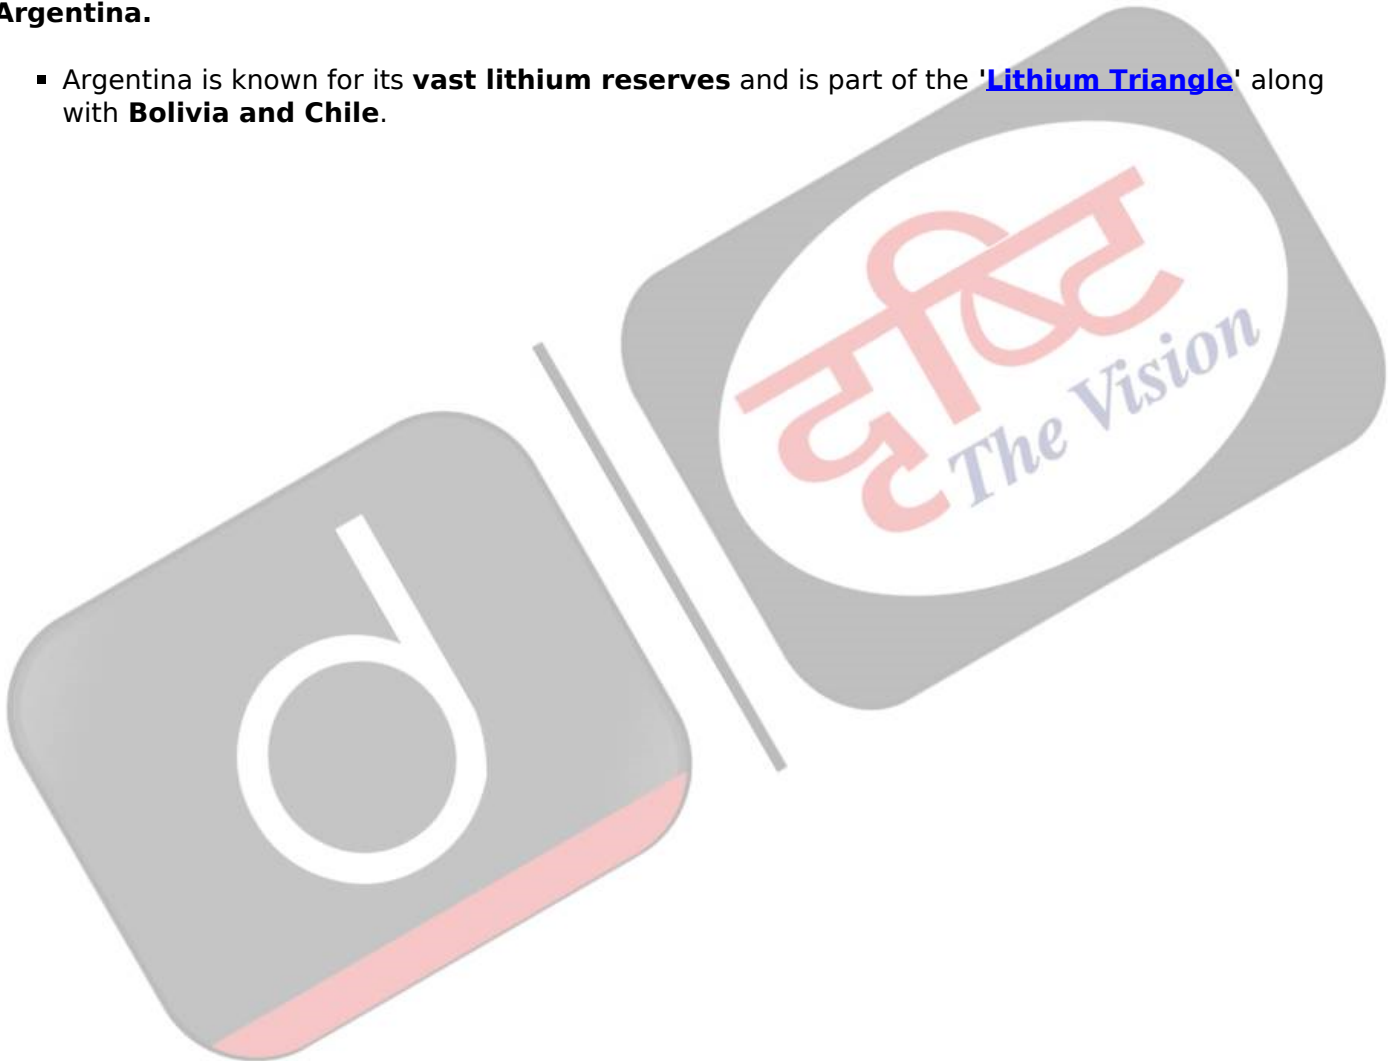 Argentina.
▪ Argentina is known for its vast lithium reserves and is part of the 'Lithium Triangle' along
with Bolivia and Chile.
दृष्टि
The Vision
d